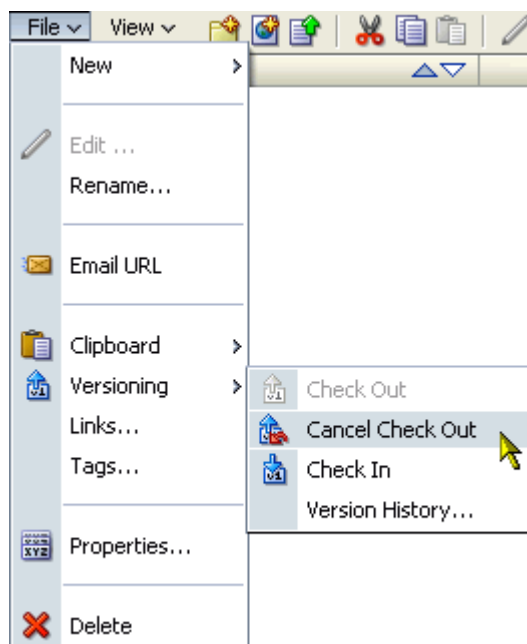 File View
New
Edit ...
Rename...
Email URL
Clipboard
Versioning
Links...
Tags...
Properties...
Delete
Check Out
Cancel Check Out
Check In
Version History...